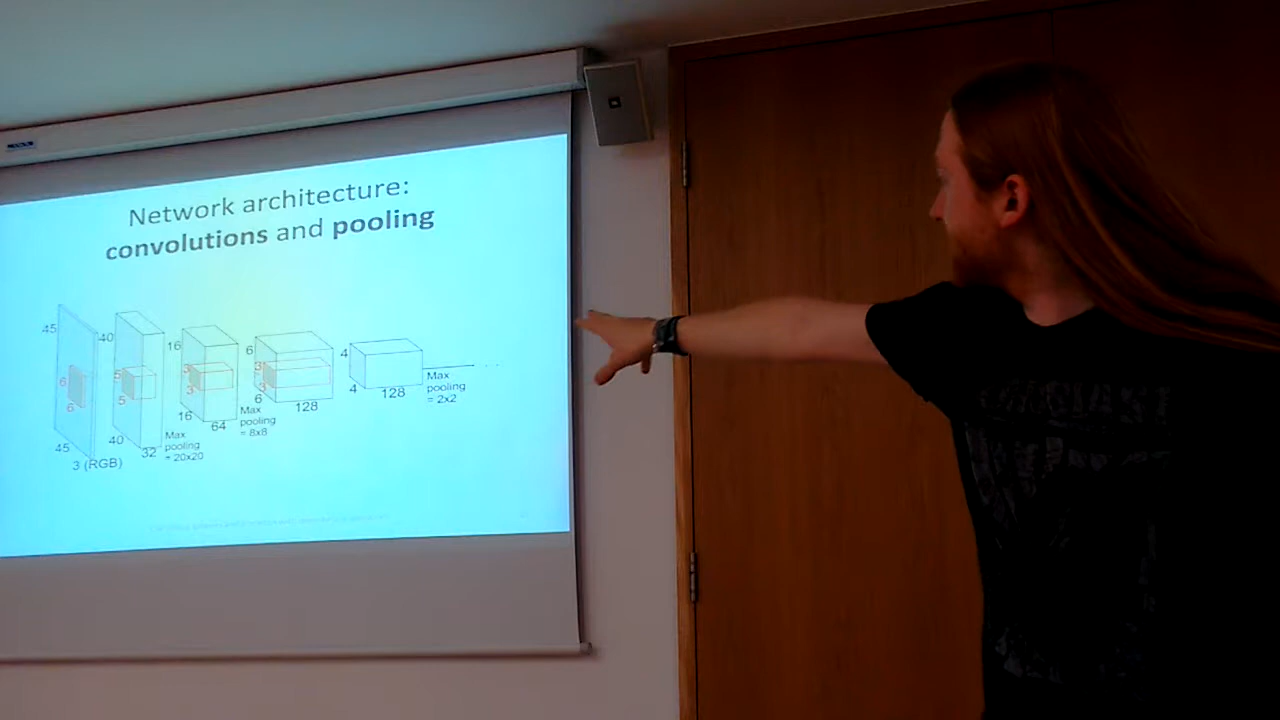 Network architecture:
convolutions and pooling
45
6
6
45
3 (RGB)
40
5
5
40
32
Max
pooling
= 20x20
16
3
3
16
64
Max
pooling
= 8x8
6
3
3
6
128
4
4
128
Max
pooling
= 2x2
...